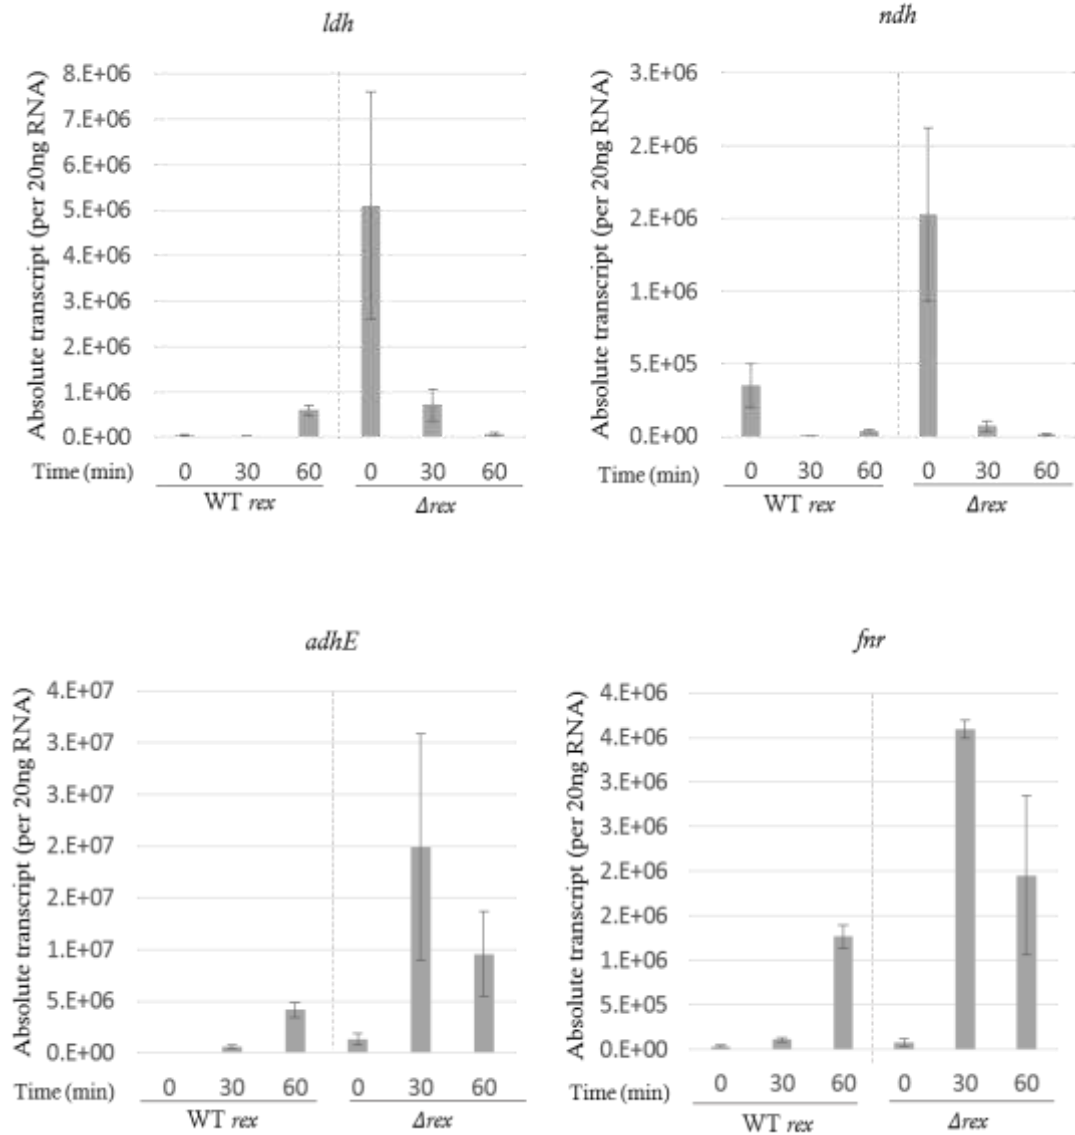 ldh
Absolute transcript (per 20ng RNA)
8.E+06
7.E+06
6.E+06
5.E+06
4.E+06
3.E+06
2.E+06
1.E+06
0.E+00
Time (min) 0 30 60 0 30 60
WT rex Δrex
ndh
Absolute transcript (per 20ng RNA)
3.E+06
2.E+06
2.E+06
1.E+06
5.E+05
0.E+00
Time (min) 0 30 60 0 30 60
WT rex Δrex
adhE
Absolute transcript (per 20ng RNA)
4.E+07
3.E+07
3.E+07
2.E+07
2.E+07
1.E+07
5.E+06
0.E+00
Time (min) 0 30 60 0 30 60
WT rex Δrex
fnr
Absolute transcript (per 20ng RNA)
4.E+06
4.E+06
3.E+06
3.E+06
2.E+06
2.E+06
1.E+06
5.E+05
0.E+00
Time (min) 0 30 60 0 30 60
WT rex Δrex